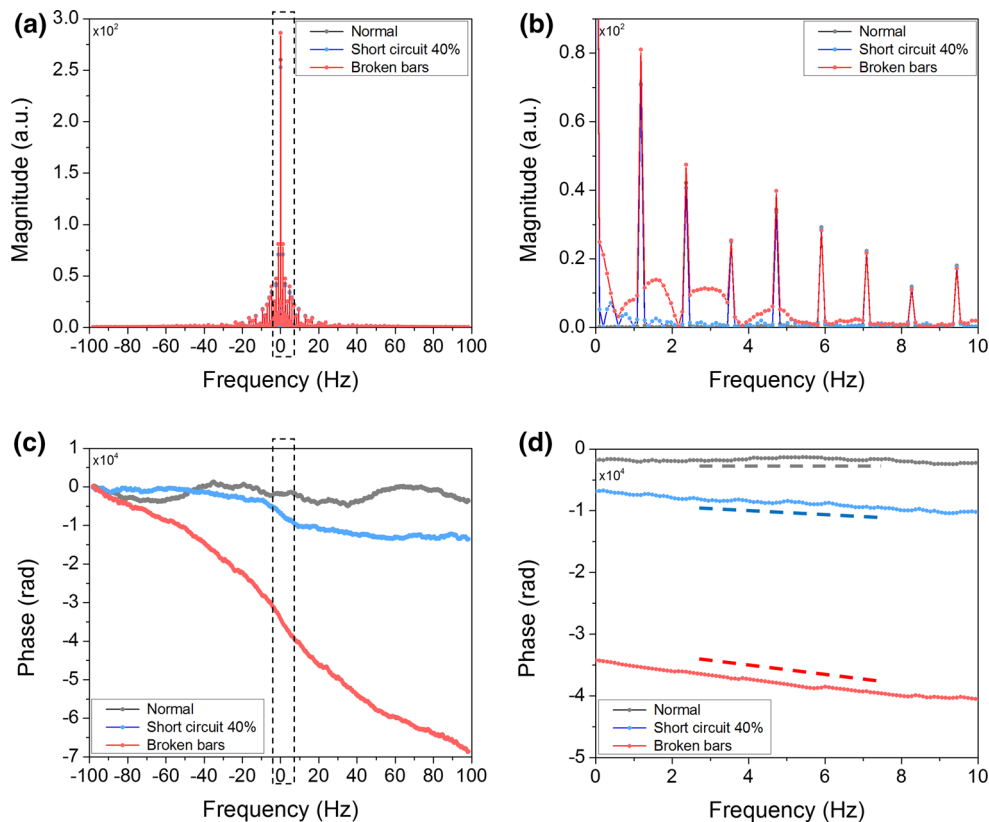 (a)
x10²
Normal
Short circuit 40%
Broken bars
3.0
2.5
2.0
1.5
1.0
0.5
0.0
Magnitude (a.u.)
-100 -80 -60 -40 -20 0 20 40 60 80 100
Frequency (Hz)
(b)
x10²
Normal
Short circuit 40%
Broken bars
0.8
0.6
0.4
0.2
0.0
Magnitude (a.u.)
0 2 4 6 8 10
Frequency (Hz)
(c)
x10⁴
1
0
-1
-2
-3
-4
-5
-6
-7
Phase (rad)
Normal
Short circuit 40%
Broken bars
-100 -80 -60 -40 -20 0 20 40 60 80 100
Frequency (Hz)
(d)
0
x10⁴
-1
-2
-3
-4
-5
Phase (rad)
Normal
Short circuit 40%
Broken bars
0 2 4 6 8 10
Frequency (Hz)